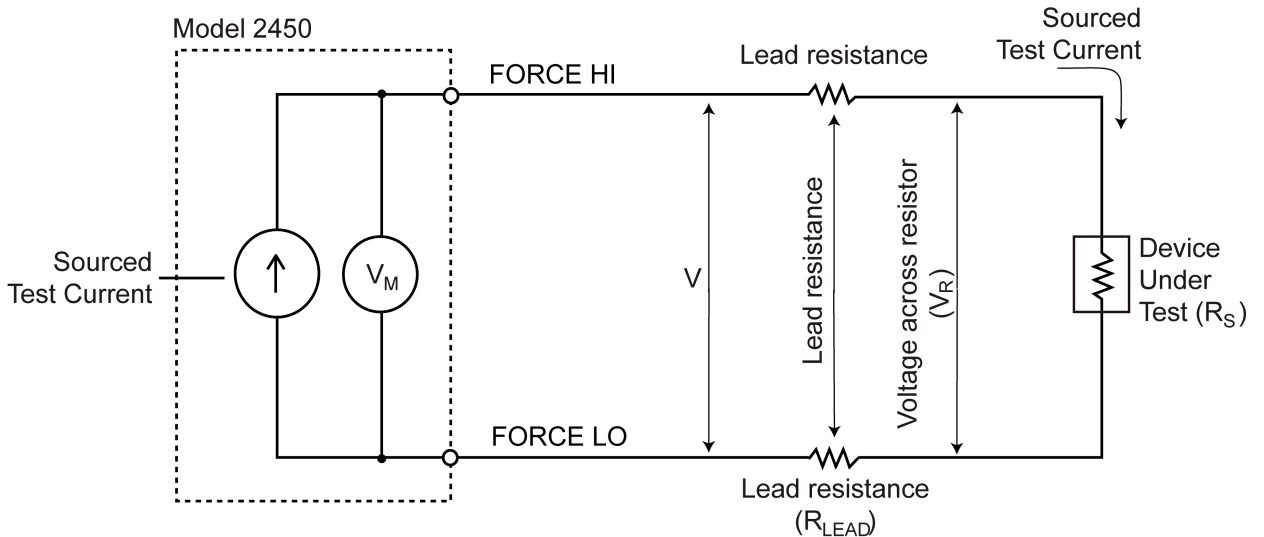 Model 2450
Sourced
Test Current
Lead resistance
FORCE HI
Sourced
Test Current
V_M
V
Lead resistance
Voltage across resistor
(V_R)
Device
Under
Test (R_S)
FORCE LO
Lead resistance
(R_LEAD)